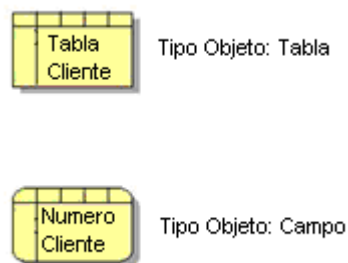 Tabla
Cliente
Tipo Objeto: Tabla
Numero
Cliente
Tipo Objeto: Campo